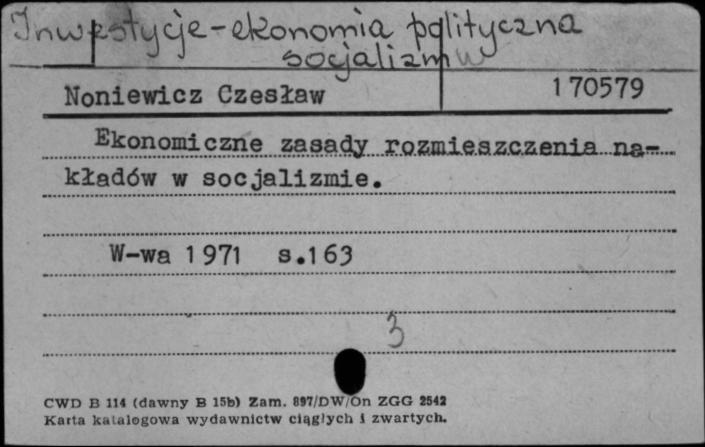 Inwestycje-ekonomia polityczna
socjalizmu
Noniewicz Czesław 170579
Ekonomiczne zasady rozmieszczenia na-
kładów w socjalizmie.
W-wa 1971 s.163
3
CWD B 114 (dawny B 15b) Zam. 897/DW/On ZGG 2542
Karta katalogowa wydawnictw ciągłych i zwartych.